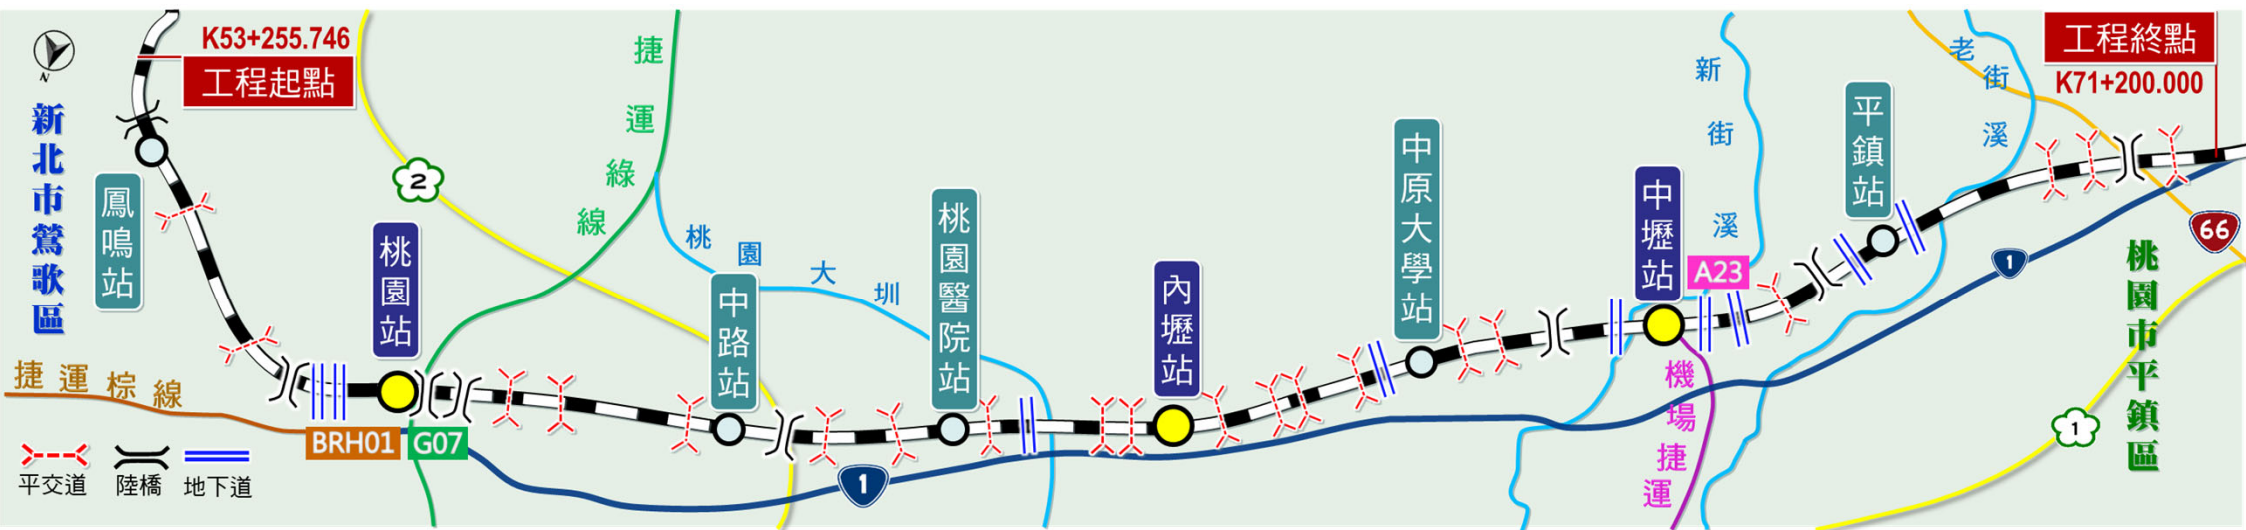 N
K53+255.746
工程起點
新北市鶯歌區
鳳鳴站
桃園站
2
捷運綠線
桃園大圳
中路站
桃園醫院站
內壢站
中原大學站
中壢站
A23
新街溪
平鎮站
老街溪
工程終點
K71+200.000
66
1
桃園市平鎮區
1
機場捷運
1
捷運棕線
BRH01
G07
平交道
陸橋
地下道